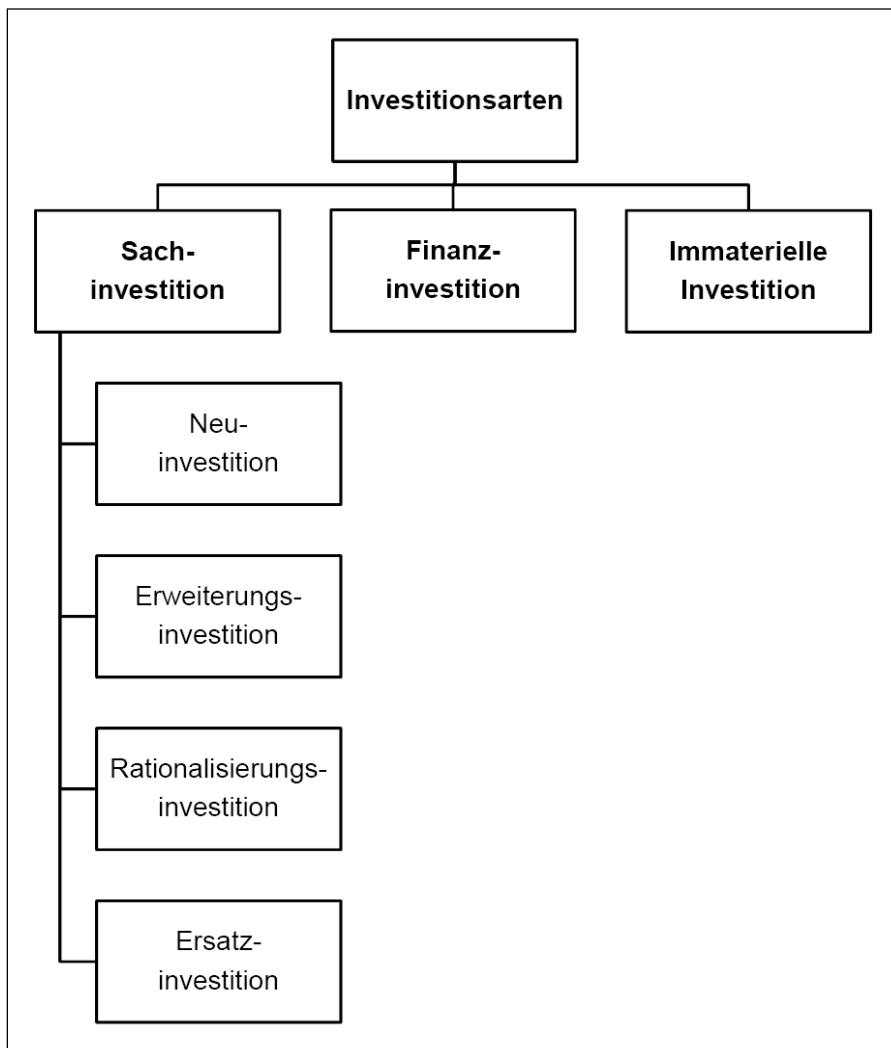 Investitionsarten
Sach-
investition
Finanz-
investition
Immaterielle
Investition
Neu-
investition
Erweiterungs-
investition
Rationalisierungs-
investition
Ersatz-
investition